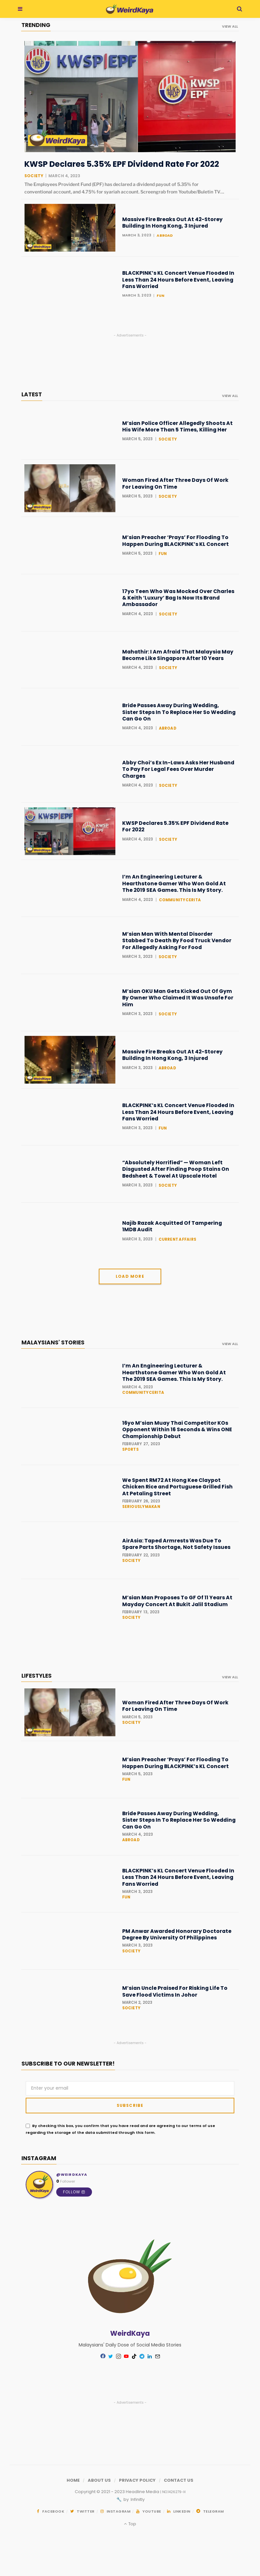 WeirdKaya
TRENDING
VIEW ALL
KWSP EPF
KWSP
EPF
WeirdKaya
KWSP Declares 5.35% EPF Dividend Rate For 2022
SOCIETY | MARCH 4, 2023
The Employees Provident Fund (EPF) has declared a dividend payout of 5.35% for
conventional account, and 4.75% for syariah account. Screengrab from Youtube/Buletin TV…
Massive Fire Breaks Out At 42-Storey
Building In Hong Kong, 3 Injured
MARCH 3, 2023 | ABROAD
BLACKPINK’s KL Concert Venue Flooded In
Less Than 24 Hours Before Event, Leaving
Fans Worried
MARCH 3, 2023 | FUN
- Advertisements -
LATEST
VIEW ALL
M’sian Police Officer Allegedly Shoots At
His Wife More Than 5 Times, Killing Her
MARCH 5, 2023 | SOCIETY
Woman Fired After Three Days Of Work
For Leaving On Time
MARCH 5, 2023 | SOCIETY
M’sian Preacher ‘Prays’ For Flooding To
Happen During BLACKPINK’s KL Concert
MARCH 5, 2023 | FUN
17yo Teen Who Was Mocked Over Charles
& Keith ‘Luxury’ Bag Is Now Its Brand
Ambassador
MARCH 4, 2023 | SOCIETY
Mahathir: I Am Afraid That Malaysia May
Become Like Singapore After 10 Years
MARCH 4, 2023 | SOCIETY
Bride Passes Away During Wedding,
Sister Steps In To Replace Her So Wedding
Can Go On
MARCH 4, 2023 | ABROAD
Abby Choi’s Ex In-Laws Asks Her Husband
To Pay For Legal Fees Over Murder
Charges
MARCH 4, 2023 | SOCIETY
KWSP Declares 5.35% EPF Dividend Rate
For 2022
MARCH 4, 2023 | SOCIETY
I’m An Engineering Lecturer &
Hearthstone Gamer Who Won Gold At
The 2019 SEA Games. This Is My Story.
MARCH 4, 2023 | COMMUNITYCERITA
M’sian Man With Mental Disorder
Stabbed To Death By Food Truck Vendor
For Allegedly Asking For Food
MARCH 3, 2023 | SOCIETY
M’sian OKU Man Gets Kicked Out Of Gym
By Owner Who Claimed It Was Unsafe For
Him
MARCH 3, 2023 | SOCIETY
Massive Fire Breaks Out At 42-Storey
Building In Hong Kong, 3 Injured
MARCH 3, 2023 | ABROAD
BLACKPINK’s KL Concert Venue Flooded In
Less Than 24 Hours Before Event, Leaving
Fans Worried
MARCH 3, 2023 | FUN
“Absolutely Horrified” — Woman Left
Disgusted After Finding Poop Stains On
Bedsheet & Towel At Upscale Hotel
MARCH 3, 2023 | SOCIETY
Najib Razak Acquitted Of Tampering
1MDB Audit
MARCH 3, 2023 | CURRENT AFFAIRS
LOAD MORE
MALAYSIANS’ STORIES
VIEW ALL
I’m An Engineering Lecturer &
Hearthstone Gamer Who Won Gold At
The 2019 SEA Games. This Is My Story.
MARCH 4, 2023
COMMUNITYCERITA
16yo M’sian Muay Thai Competitor KOs
Opponent Within 16 Seconds & Wins ONE
Championship Debut
FEBRUARY 27, 2023
SPORTS
We Spent RM72 At Hong Kee Claypot
Chicken Rice and Portuguese Grilled Fish
At Petaling Street
FEBRUARY 26, 2023
SERIOUSLYMAKAN
AirAsia: Taped Armrests Was Due To
Spare Parts Shortage, Not Safety Issues
FEBRUARY 22, 2023
SOCIETY
M’sian Man Proposes To GF Of 11 Years At
Mayday Concert At Bukit Jalil Stadium
FEBRUARY 12, 2023
SOCIETY
LIFESTYLES
VIEW ALL
Woman Fired After Three Days Of Work
For Leaving On Time
MARCH 5, 2023
SOCIETY
M’sian Preacher ‘Prays’ For Flooding To
Happen During BLACKPINK’s KL Concert
MARCH 5, 2023
FUN
Bride Passes Away During Wedding,
Sister Steps In To Replace Her So Wedding
Can Go On
MARCH 4, 2023
ABROAD
BLACKPINK’s KL Concert Venue Flooded In
Less Than 24 Hours Before Event, Leaving
Fans Worried
MARCH 3, 2023
FUN
PM Anwar Awarded Honorary Doctorate
Degree By University Of Philippines
MARCH 2, 2023
SOCIETY
M’sian Uncle Praised For Risking Life To
Save Flood Victims In Johor
MARCH 2, 2023
SOCIETY
- Advertisements -
SUBSCRIBE TO OUR NEWSLETTER!
Enter your email
SUBSCRIBE
By checking this box, you confirm that you have read and are agreeing to our terms of use
regarding the storage of the data submitted through this form.
INSTAGRAM
@WEIRDKAYA
WeirdKaya
FOLLOW
WeirdKaya
Malaysians' Daily Dose of Social Media Stories
- Advertisements -
HOME / ABOUT US / PRIVACY POLICY / CONTACT US
FACEBOOK / TWITTER / INSTAGRAM / YOUTUBE / LINKEDIN / TELEGRAM
Top